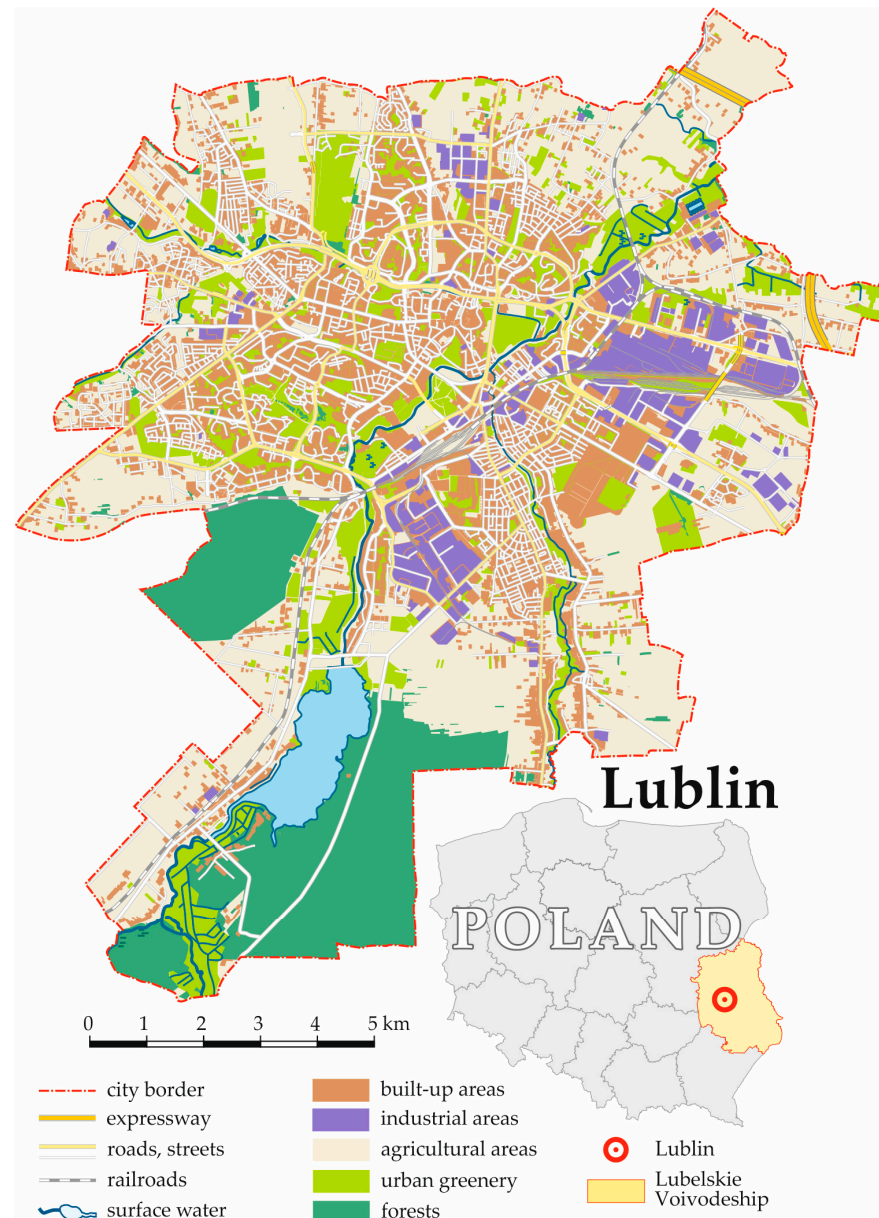 Lublin
POLAND
0 1 2 3 4 5 km
city border
expressway
roads, streets
railroads
surface water
built-up areas
industrial areas
agricultural areas
urban greenery
forests
Lublin
Lubelskie
Voivodeship